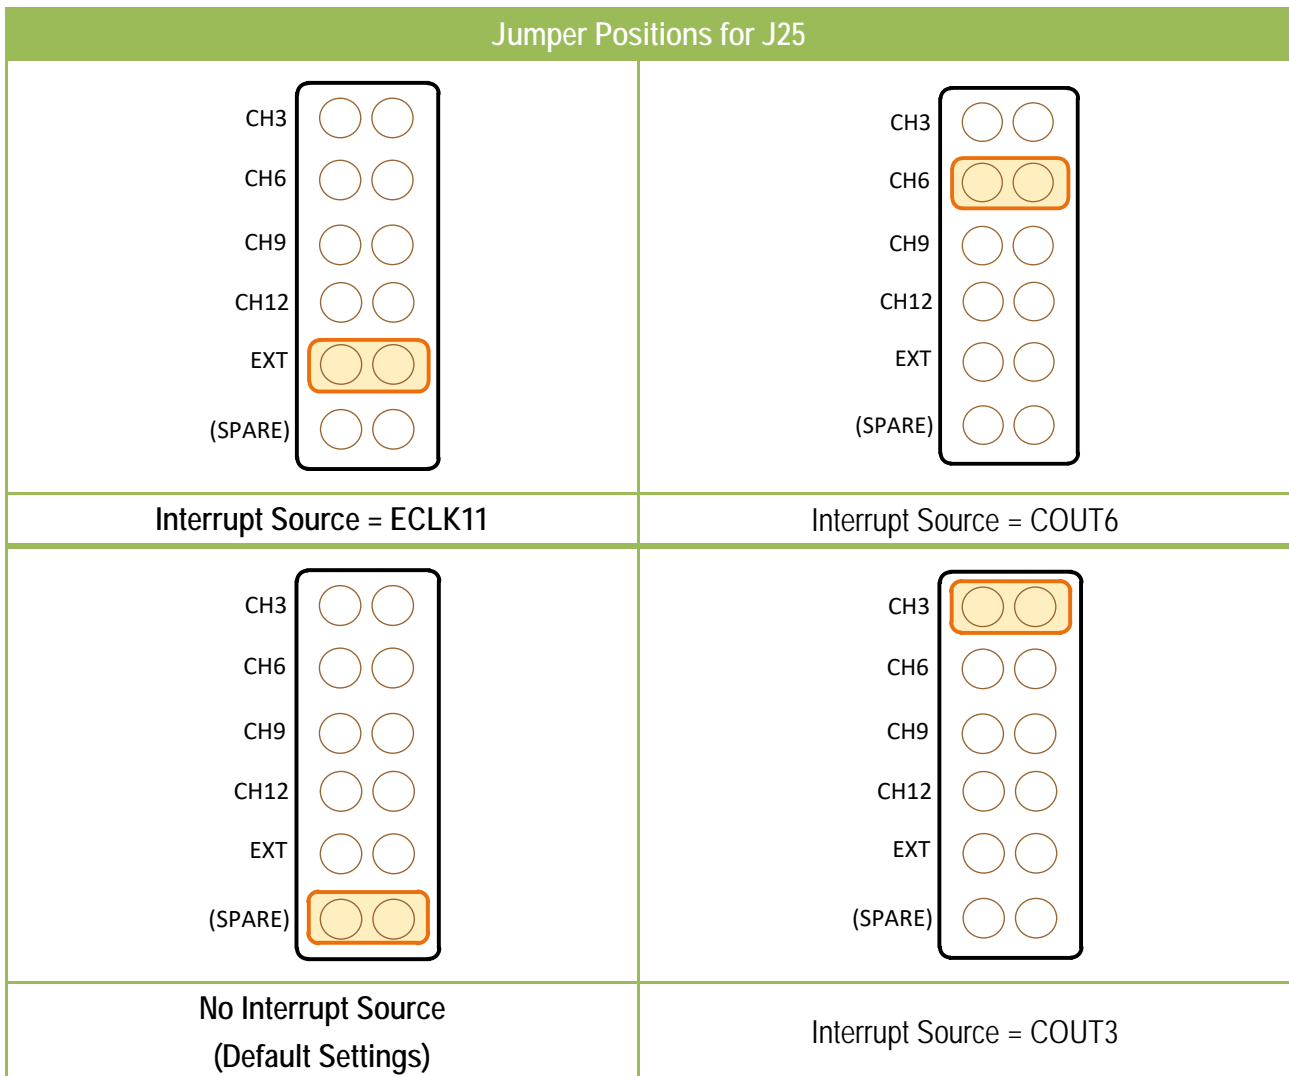 Jumper Positions for J25
CH3
CH6
CH9
CH12
EXT
(SPARE)
Interrupt Source = ECLK11
CH3
CH6
CH9
CH12
EXT
(SPARE)
Interrupt Source = COUT6
CH3
CH6
CH9
CH12
EXT
(SPARE)
No Interrupt Source
(Default Settings)
CH3
CH6
CH9
CH12
EXT
(SPARE)
Interrupt Source = COUT3